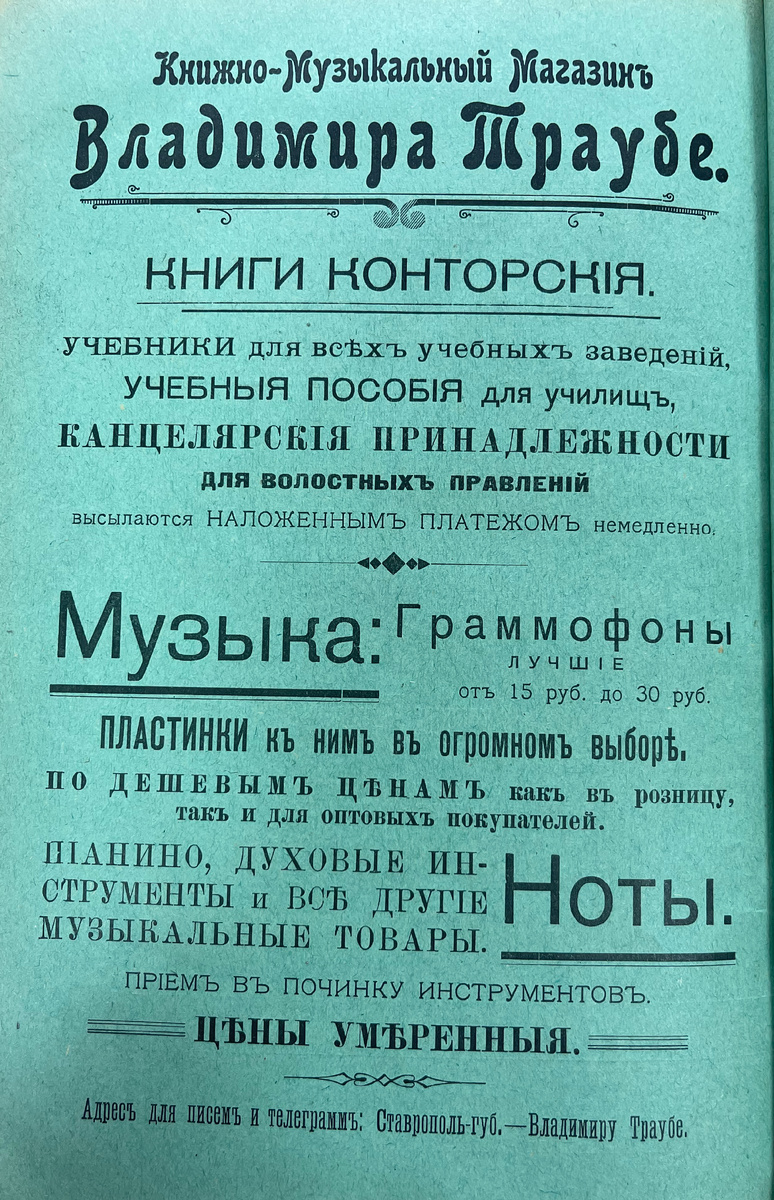 Книжно-Музыкальный Магазинъ
Владимира Траубе.
КНИГИ КОНТОРСКІЯ.
УЧЕБНИКИ для всѣхъ учебныхъ заведеній,
УЧЕБНЫЯ ПОСОБІЯ для училищъ,
КАНЦЕЛЯРСКІЯ ПРИНАДЛЕЖНОСТИ
ДЛЯ ВОЛОСТНЫХЪ ПРАВЛЕНІЙ
высылаются НАЛОЖЕННЫМЪ ПЛАТЕЖОМЪ немедленно.
Музыка:
Граммофоны
ЛУЧШІЕ
отъ 15 руб. до 30 руб.
ПЛАСТИНКИ къ нимъ въ огромномъ выборѣ.
ПО ДЕШЕВЫМЪ ЦѢНАМЪ какъ въ розницу,
такъ и для оптовыхъ покупателей.
ПІАНИНО, ДУХОВЫЕ ИН-
СТРУМЕНТЫ и ВСѢ ДРУГІЕ
МУЗЫКАЛЬНЫЕ ТОВАРЫ.
Ноты.
ПРІЕМЪ ВЪ ПОЧИНКУ ИНСТРУМЕНТОВЪ.
ЦѢНЫ УМѢРЕННЫЯ.
Адресъ для писемъ и телеграммъ: Ставрополь-губ.—Владимиру Траубе.